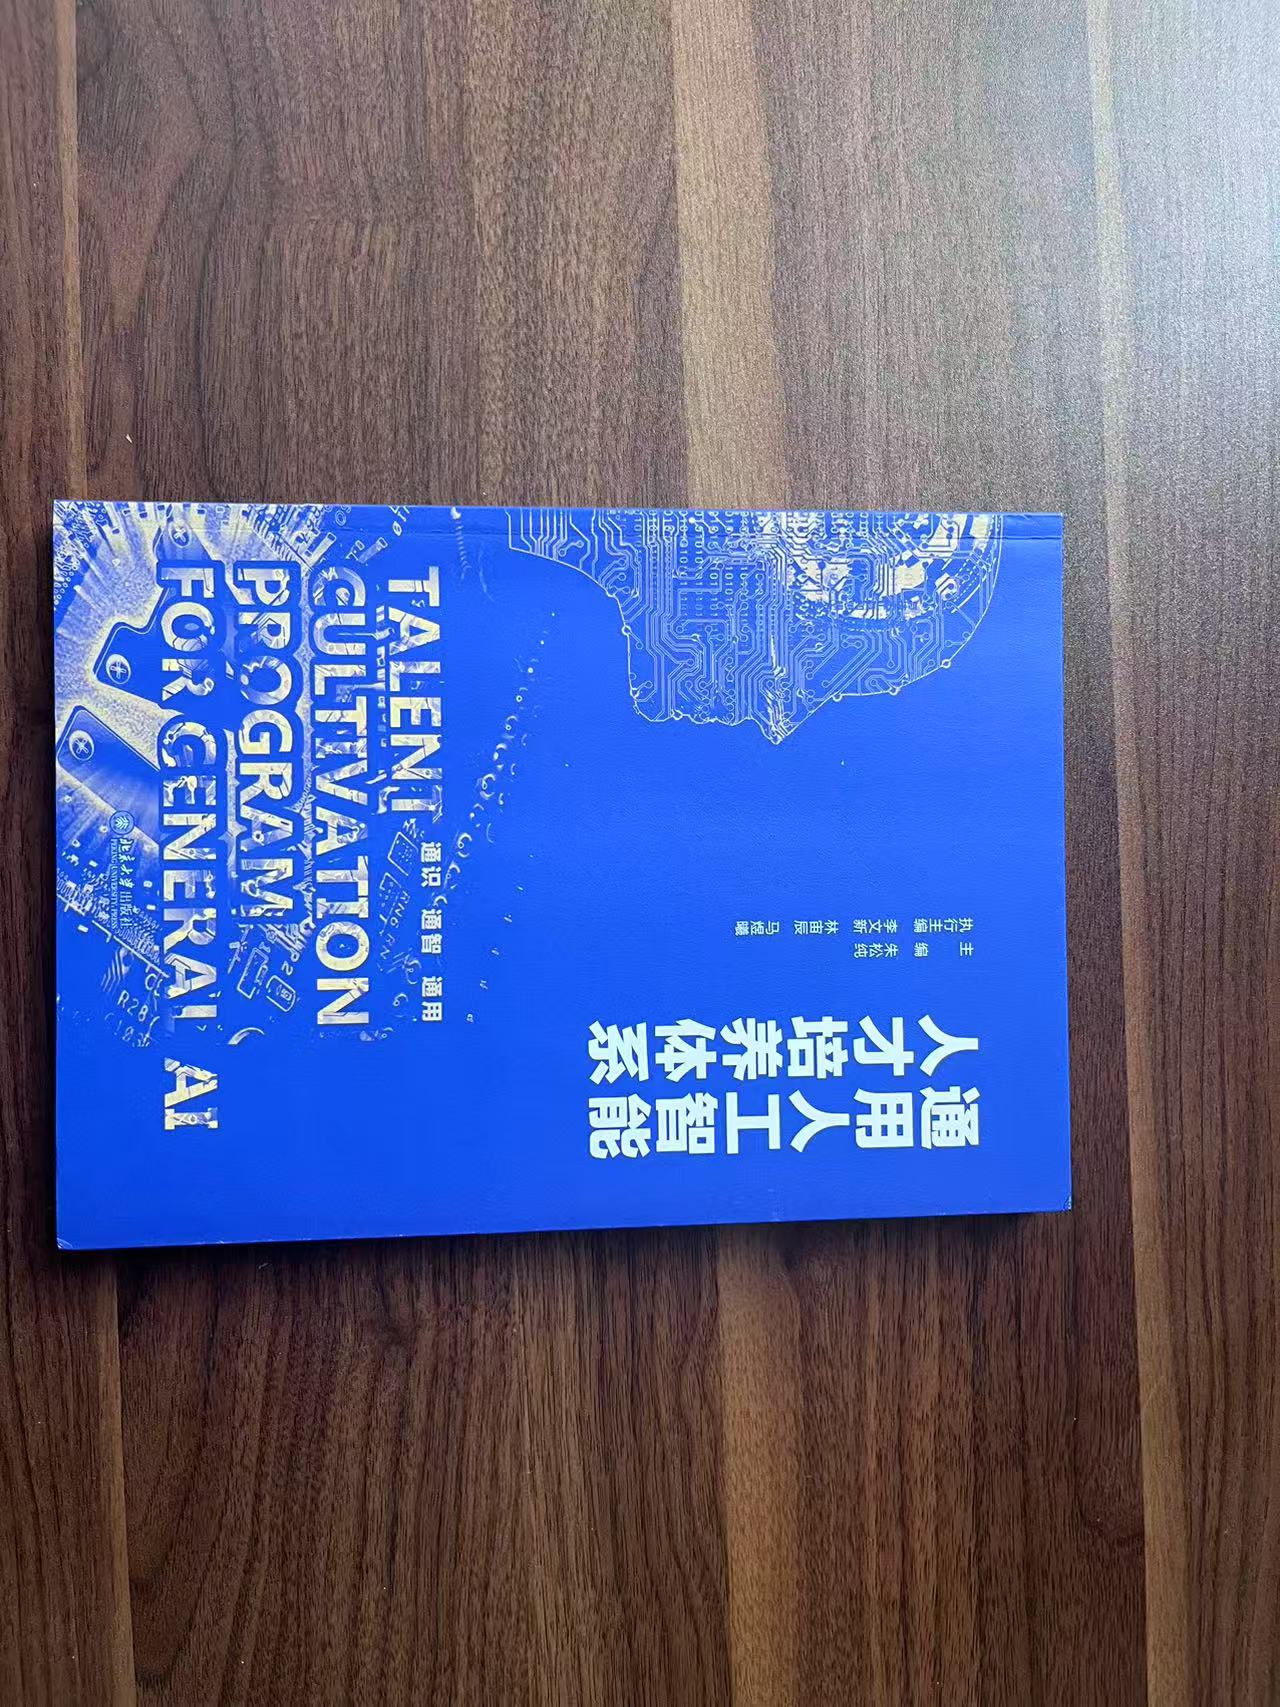 通用人工智能
人才培养体系
主 编 朱松纯
执行主编 李文新 林宙辰 马煜曦
通识 通智 通用
TALENT
CULTIVATION
PROGRAM
FOR GENERAL AI
北京大学出版社
PEKING UNIVERSITY PRESS